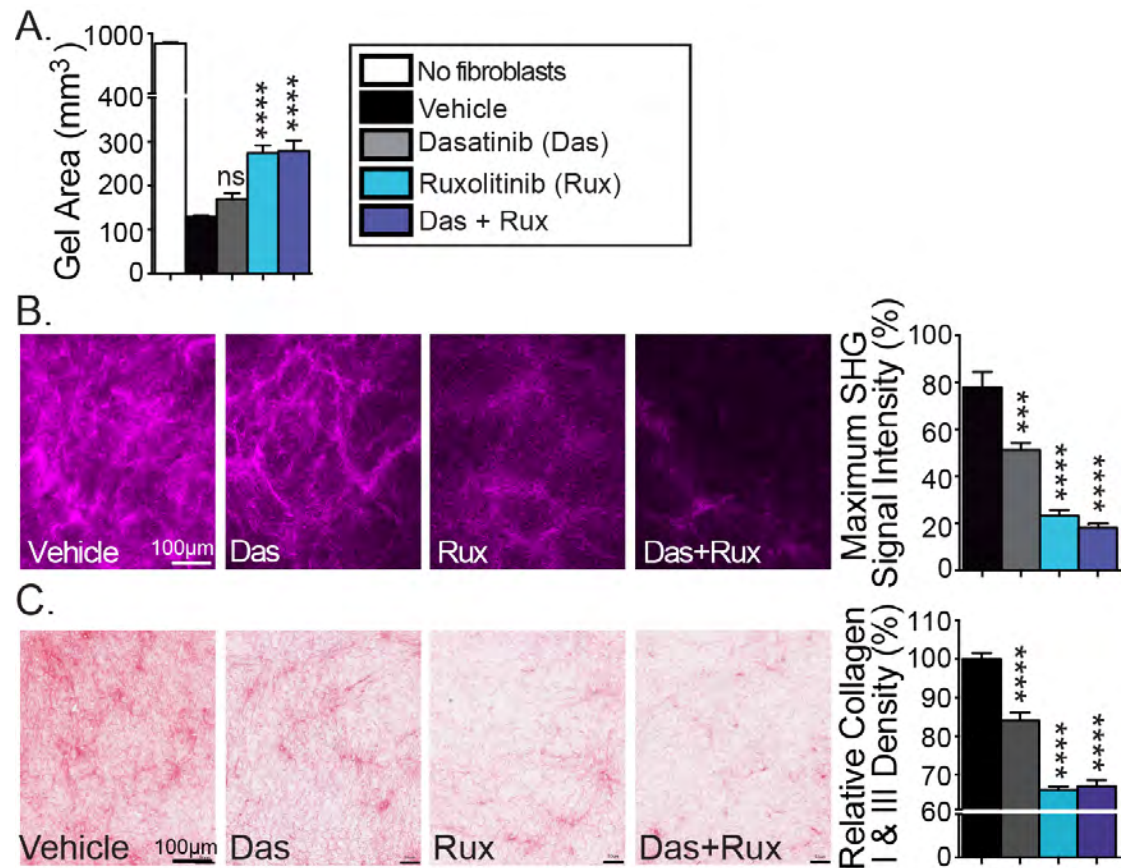 A.
Gel Area (mm³)
1000
400
300
200
100
0
ns
****
****
No fibroblasts
Vehicle
Dasatinib (Das)
Ruxolitinib (Rux)
Das + Rux
B.
Vehicle
100µm
Das
Rux
Das+Rux
Maximum SHG
Signal Intensity (%)
100
80
60
40
20
0
***
****
****
C.
Vehicle
100µm
Das
Rux
Das+Rux
Relative Collagen
I & III Density (%)
110
100
90
80
70
60
60
0
****
****
****